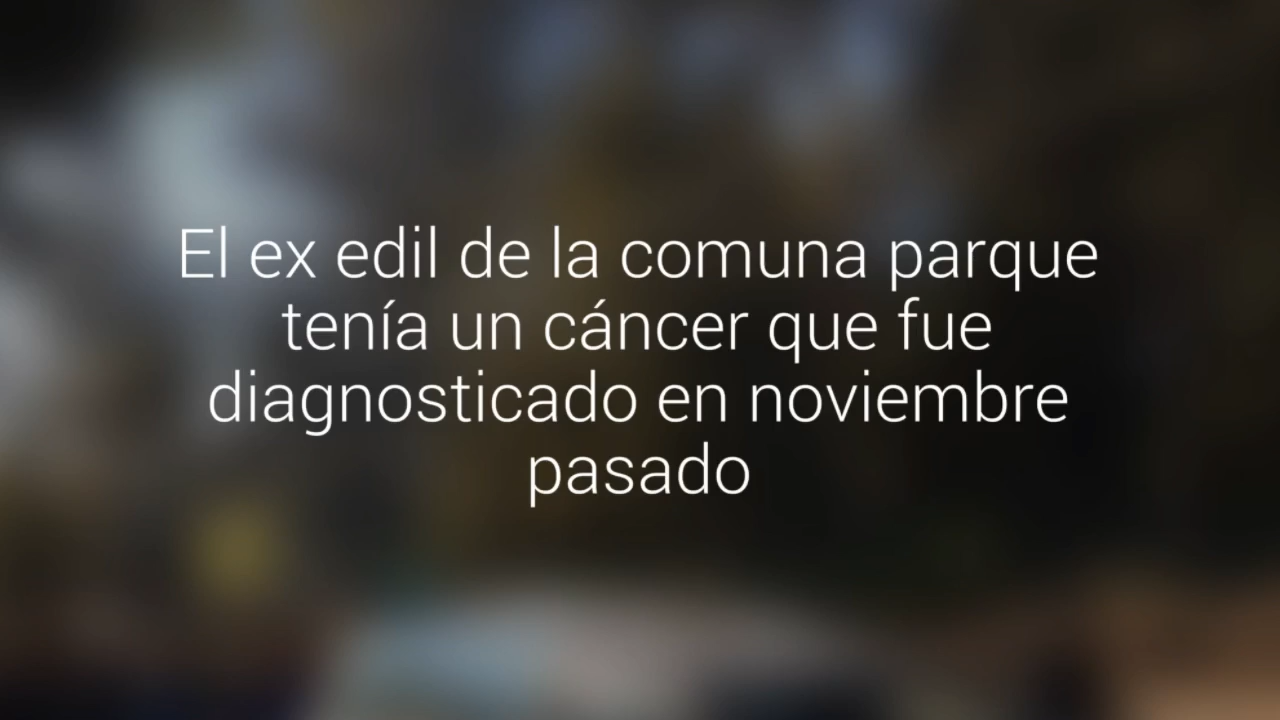 El ex edil de la comuna parque
tenía un cáncer que fue
diagnosticado en noviembre
pasado